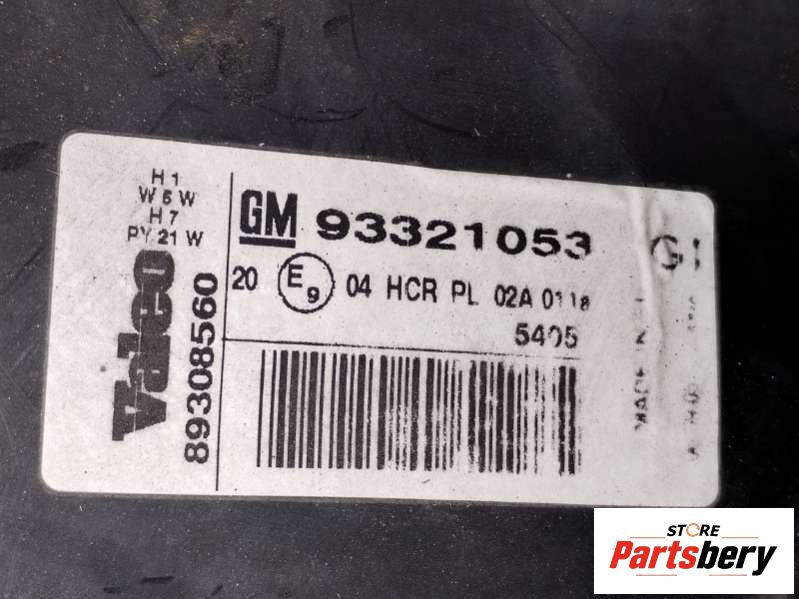 H 1
W 5 W
H 7
PY 21 W
Valeo
89308560
GM 93321053
20 E9 04 HCR PL 02A 0118
5405
STORE
Partsbery